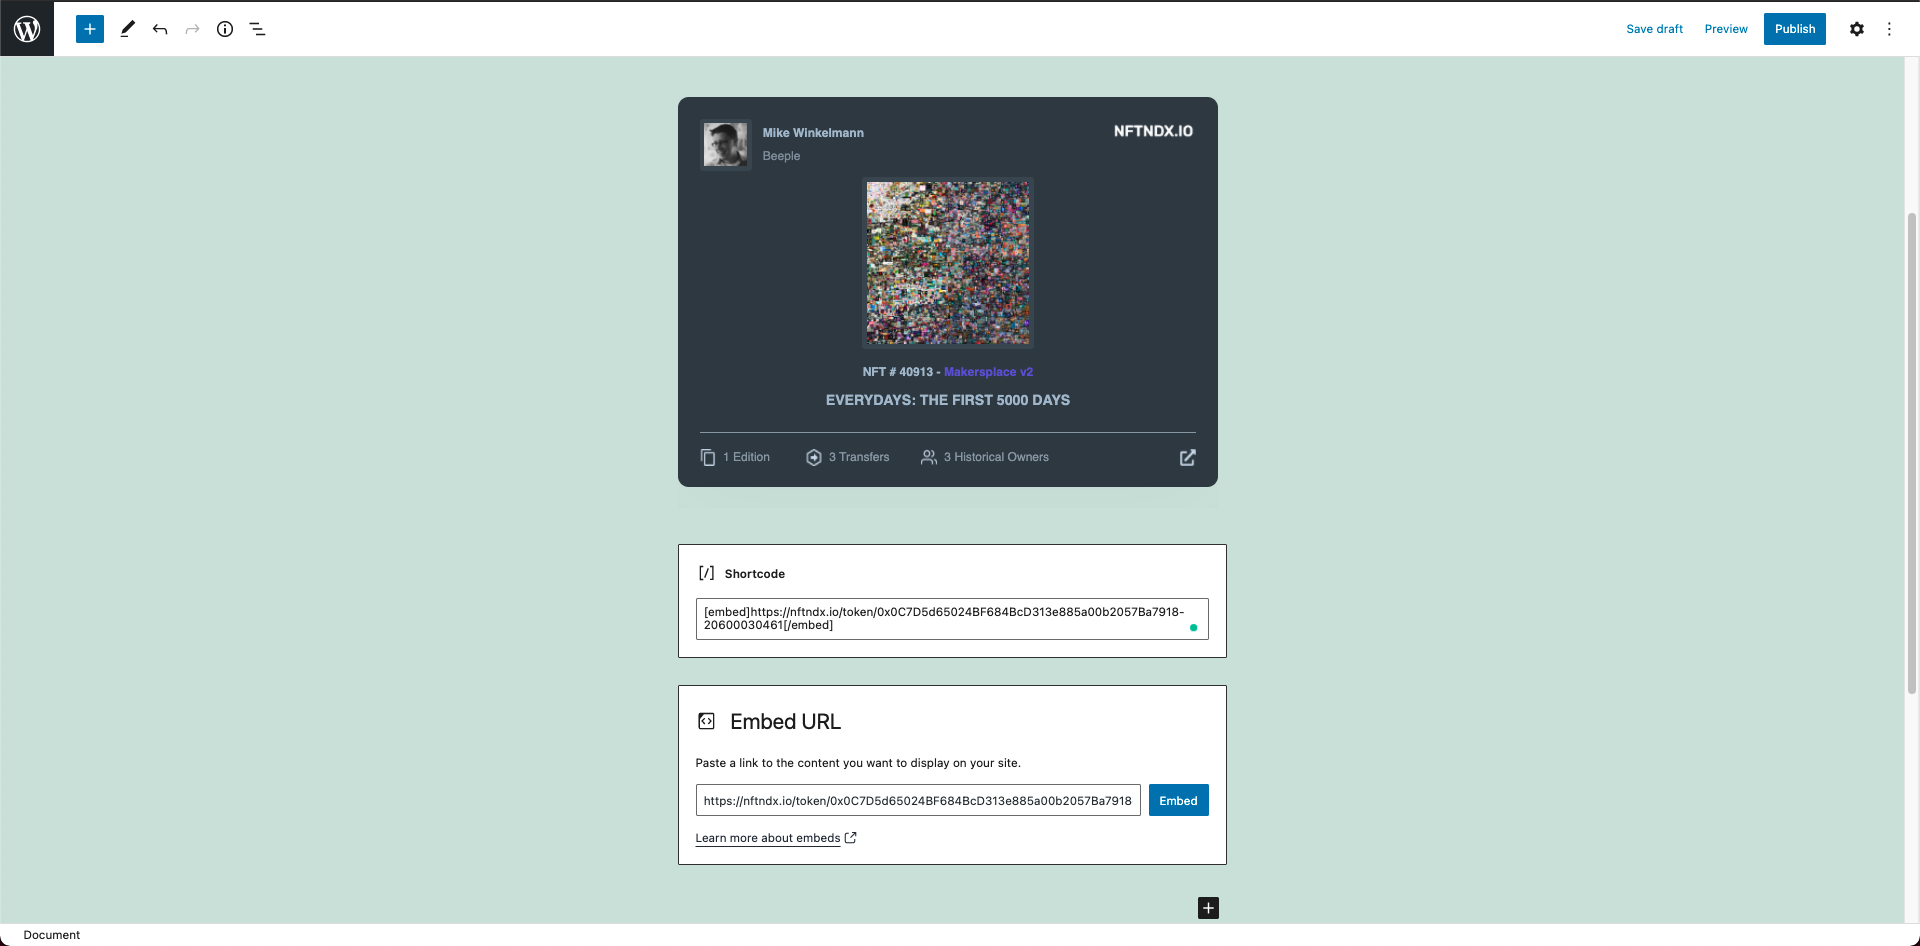 Save draft
Preview
Publish
Mike Winkelmann
NFTNDX.IO
Beeple
NFT # 40913 - Makersplace v2
EVERYDAYS: THE FIRST 5000 DAYS
1 Edition
3 Transfers
3 Historical Owners
[/] Shortcode
[embed]https://nftndx.io/token/0x0C7D5d65024BF684BcD313e885a00b2057Ba7918-
20600030461[/embed]
Embed URL
Paste a link to the content you want to display on your site.
https://nftndx.io/token/0x0C7D5d65024BF684BcD313e885a00b2057Ba7918
Embed
Learn more about embeds
Document